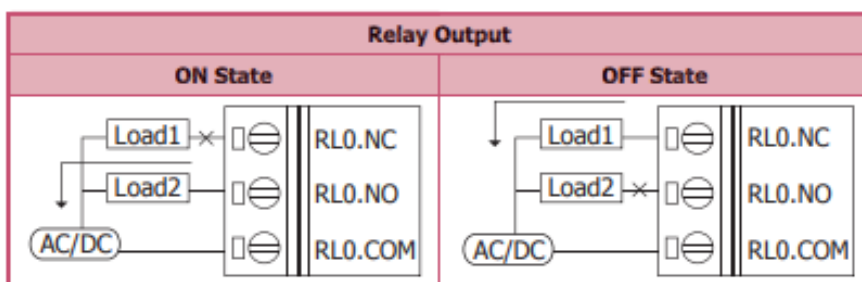 Relay Output
ON State
OFF State
Load1
RL0.NC
Load2
RL0.NO
AC/DC
RL0.COM
Load1
RL0.NC
Load2
RL0.NO
AC/DC
RL0.COM